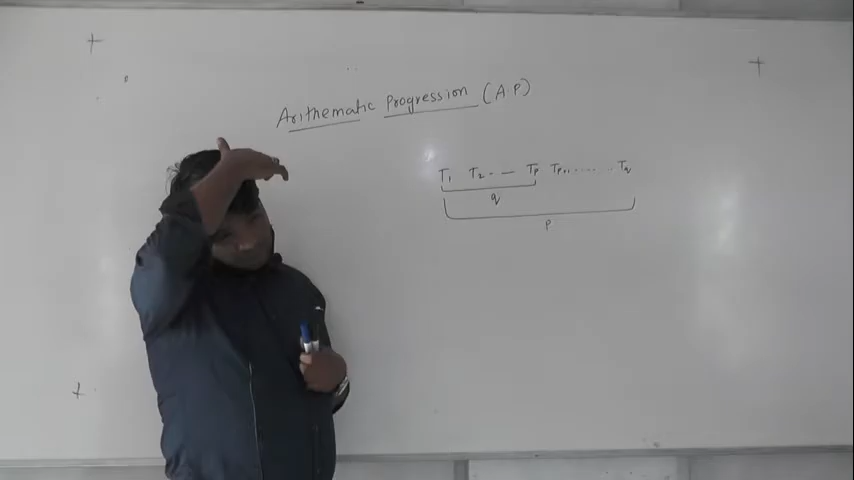 Arithematic Progression (A.P)
T1 T2 . . — Tp Tp+1 . . . . . . Tq
q
p